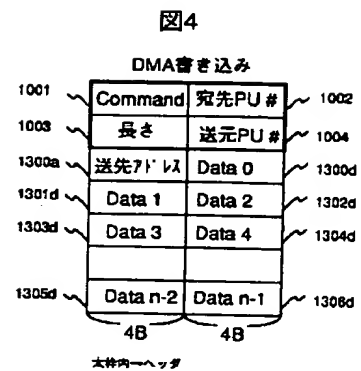 図4
DMA書き込み
1001 Command 宛先PU # 1002
1003 長さ 送元PU # 1004
1300a 送先アドレス Data 0 1300d
1301d Data 1 Data 2 1302d
1303d Data 3 Data 4 1304d
1305d Data n-2 Data n-1 1306d
4B 4B
太枠内一ヘッダ